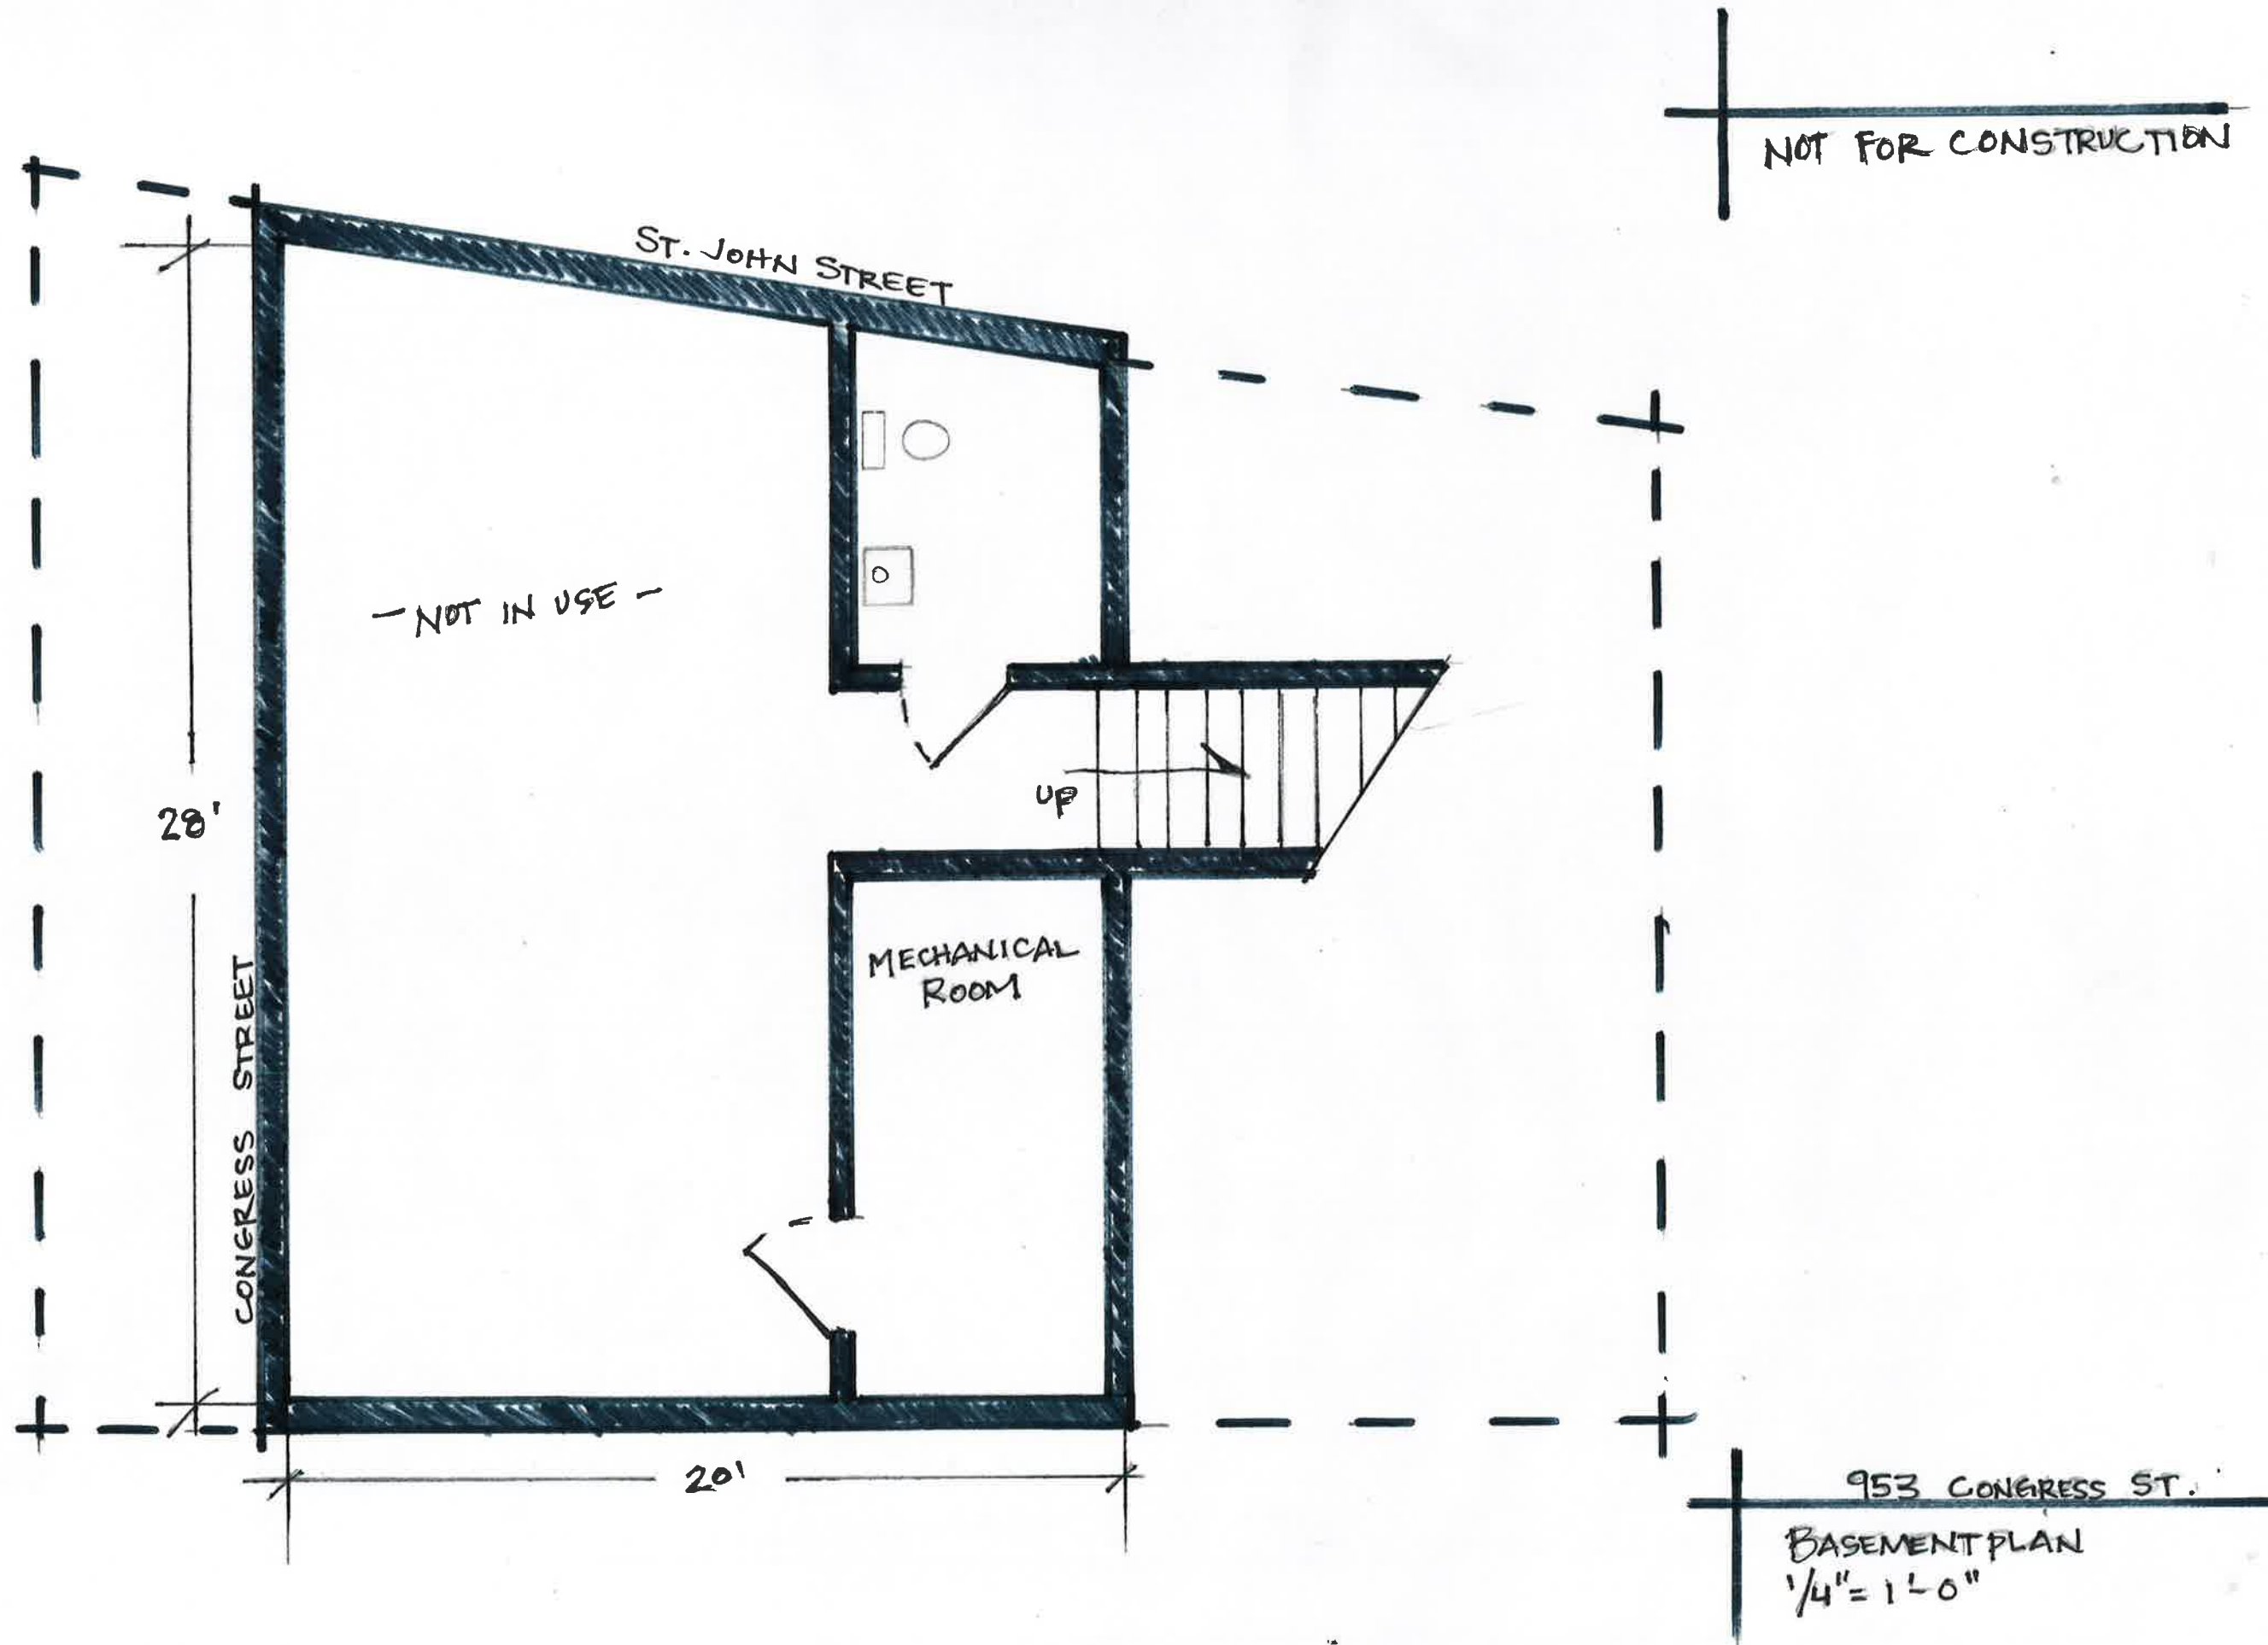 NOT FOR CONSTRUCTION
ST. JOHN STREET
- NOT IN USE -
UP
28'
MECHANICAL
ROOM
CONGRESS STREET
20'
953 CONGRESS ST.
BASEMENT PLAN
1/4" = 1'-0"